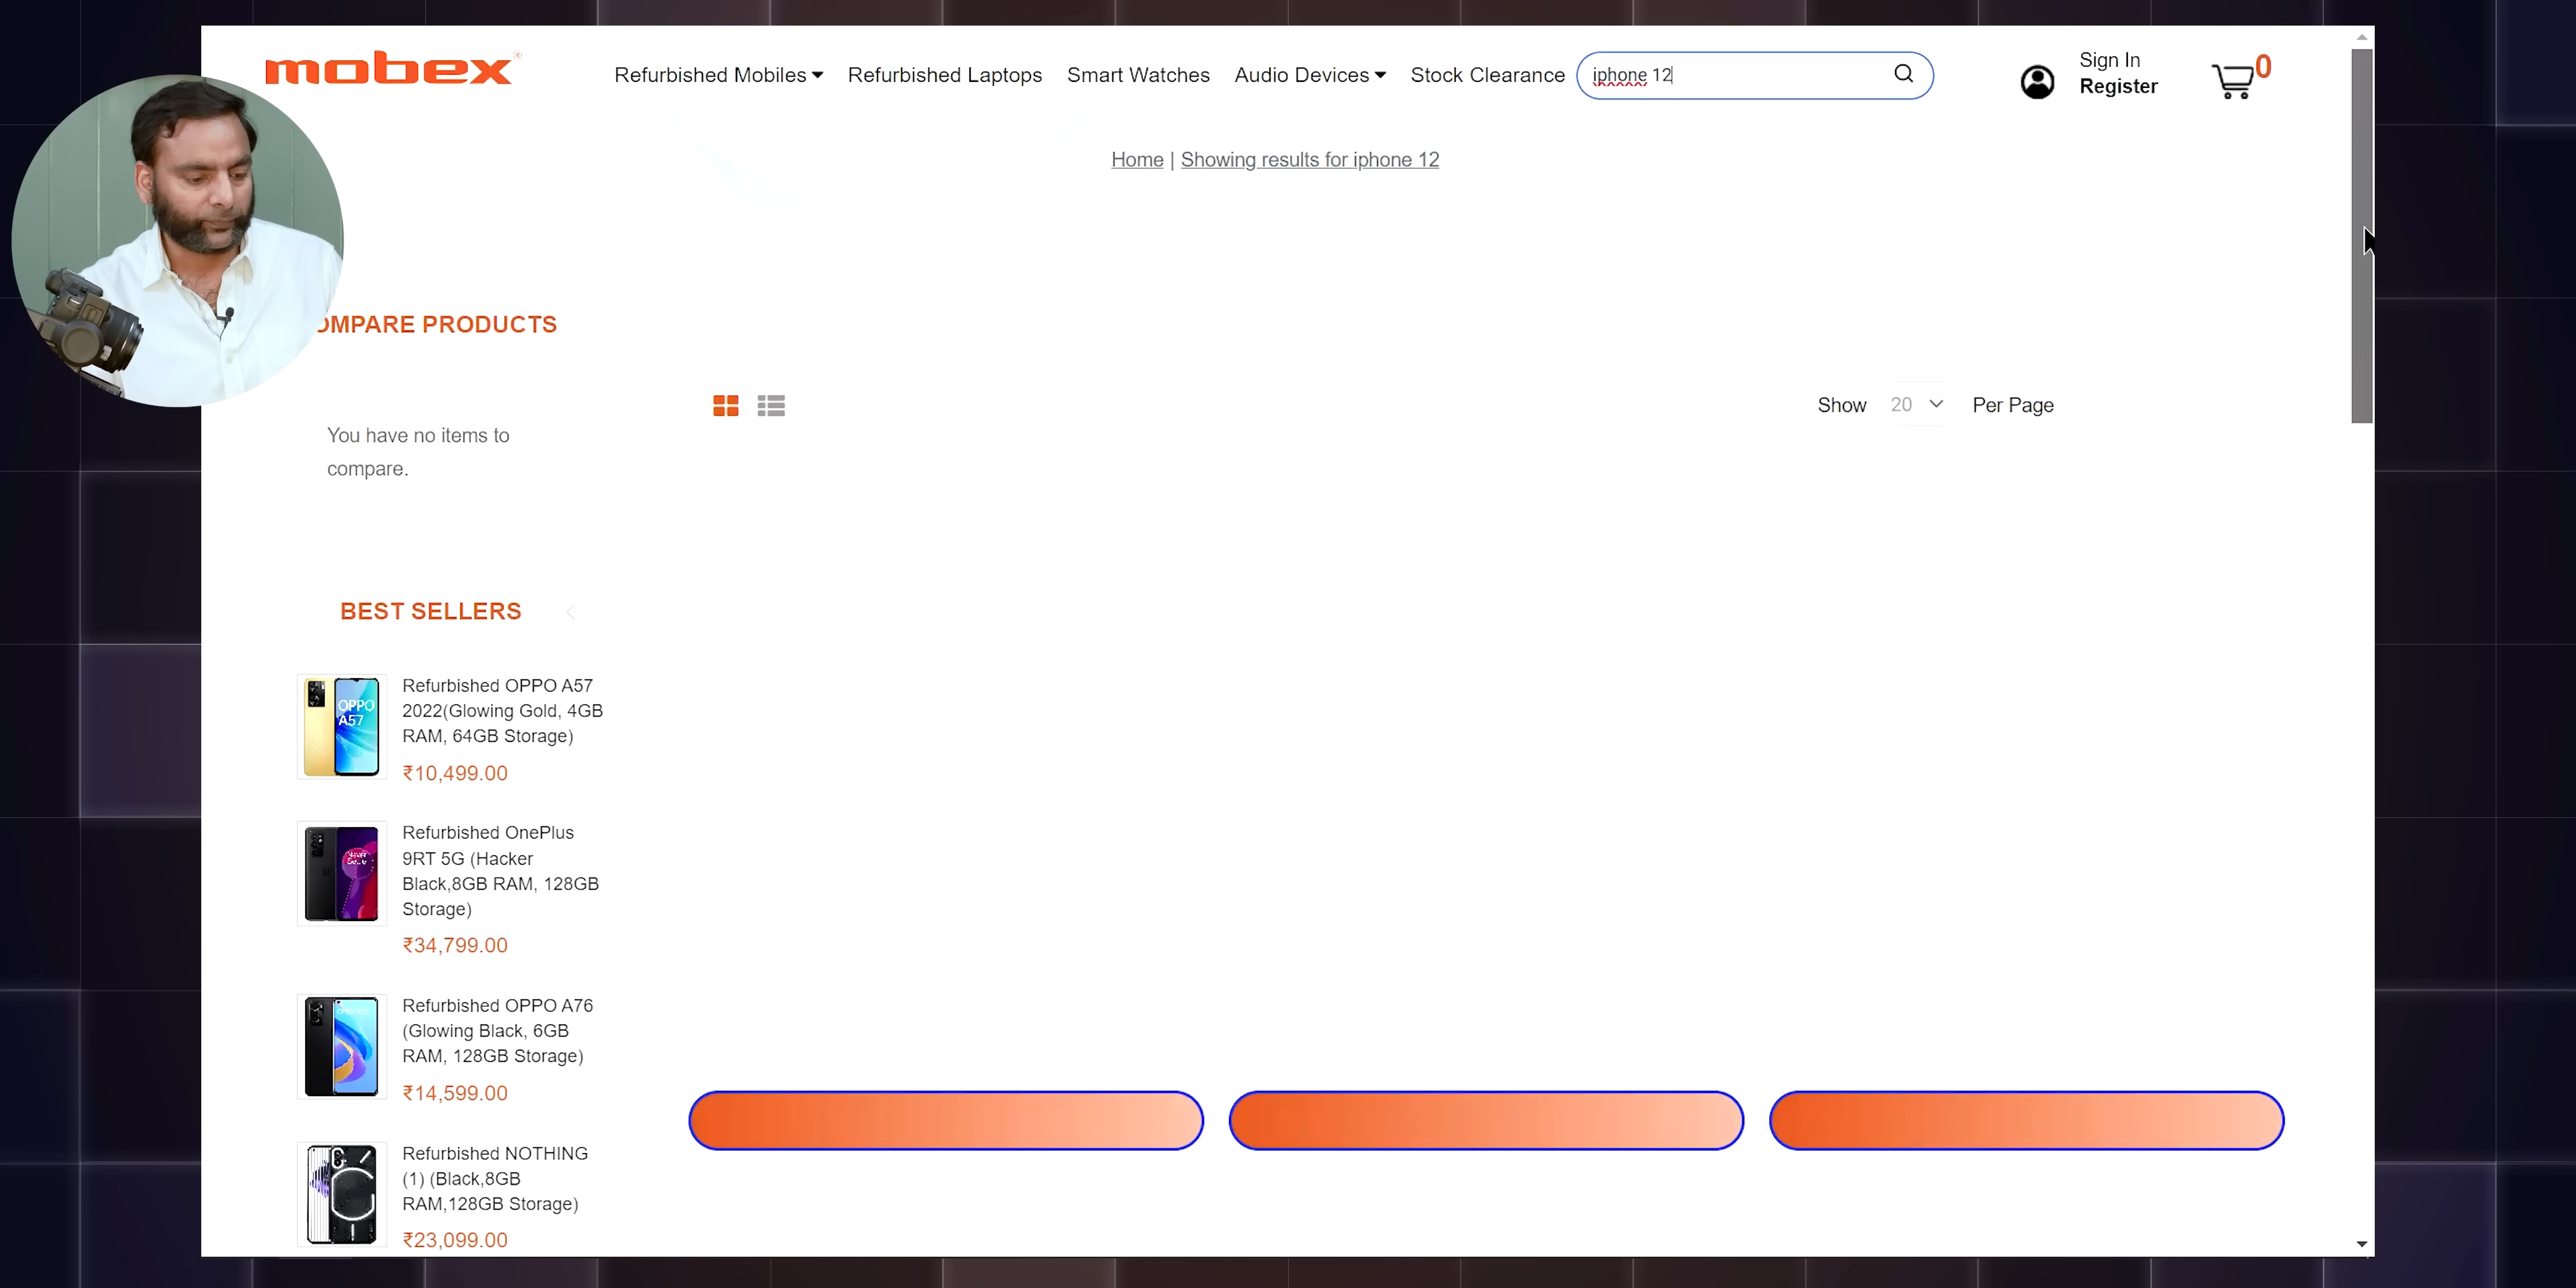 mobex
Refurbished Mobiles Refurbished Laptops Smart Watches Audio Devices Stock Clearance iphone 12
Sign In
Register
0
Home | Showing results for iphone 12
OMPARE PRODUCTS
You have no items to
compare.
Show 20 Per Page
BEST SELLERS
OPPO
A57
Refurbished OPPO A57
2022(Glowing Gold, 4GB
RAM, 64GB Storage)
₹10,499.00
Refurbished OnePlus
9RT 5G (Hacker
Black,8GB RAM, 128GB
Storage)
₹34,799.00
Refurbished OPPO A76
(Glowing Black, 6GB
RAM, 128GB Storage)
₹14,599.00
Refurbished NOTHING
(1) (Black,8GB
RAM,128GB Storage)
₹23,099.00